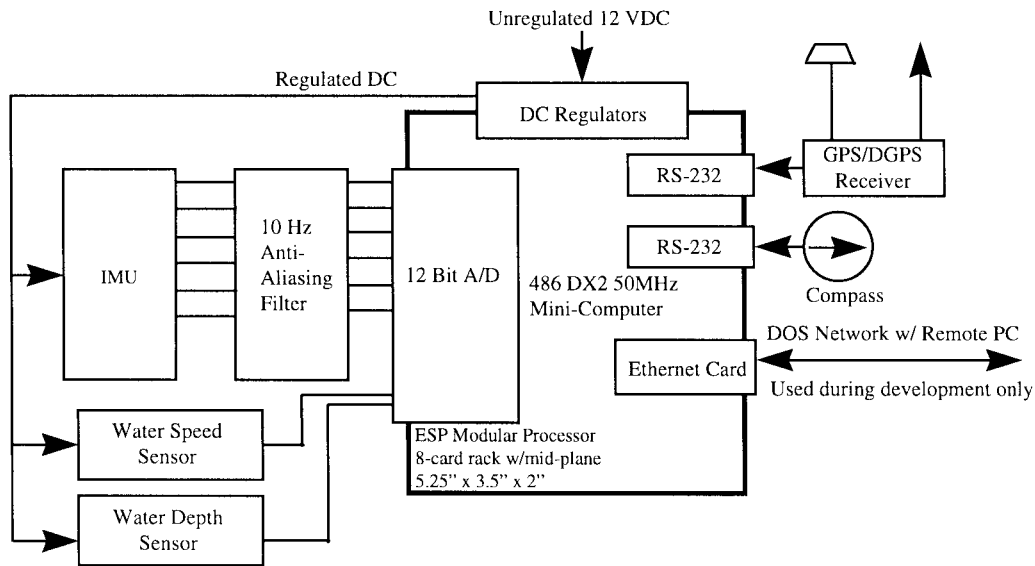 Unregulated 12 VDC
Regulated DC
DC Regulators
GPS/DGPS
Receiver
RS-232
RS-232
Compass
IMU
10 Hz
Anti-
Aliasing
Filter
12 Bit A/D
486 DX2 50MHz
Mini-Computer
DOS Network w/ Remote PC
Ethernet Card
Used during development only
Water Speed
Sensor
ESP Modular Processor
8-card rack w/mid-plane
5.25” x 3.5” x 2”
Water Depth
Sensor